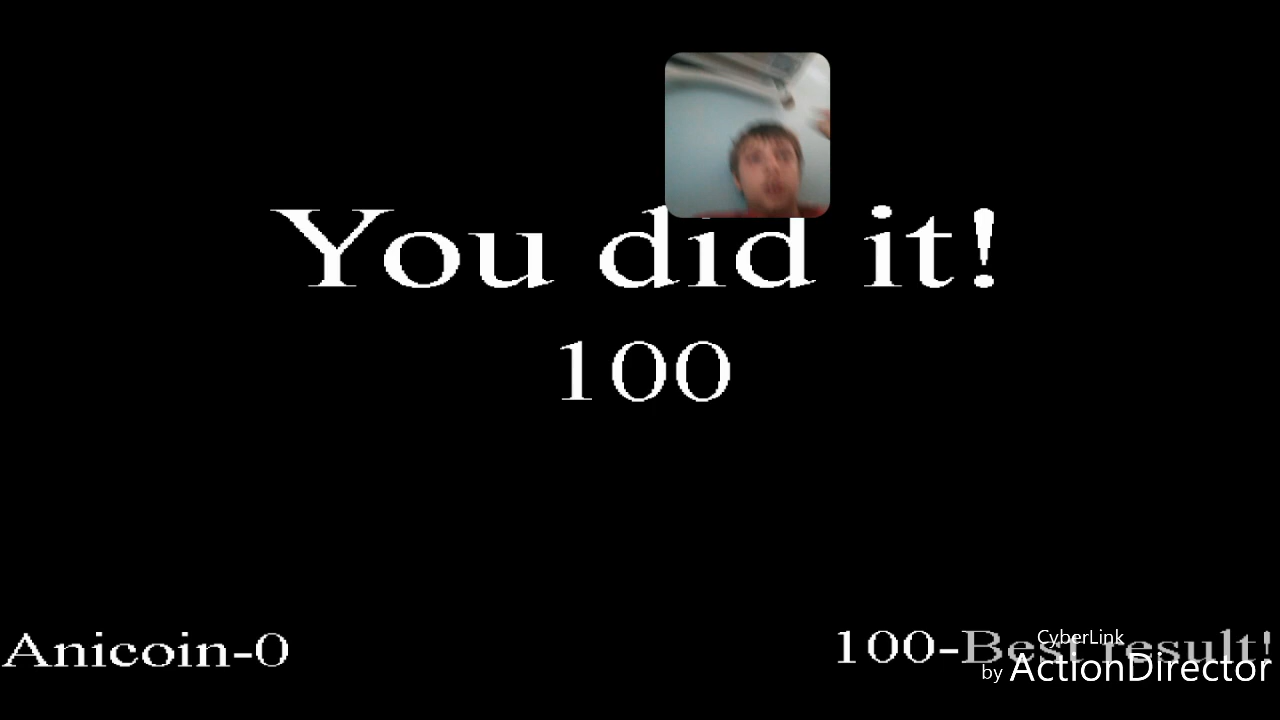 You did it!
100
Anicoin-0
100-Best result!
CyberLink
by ActionDirector